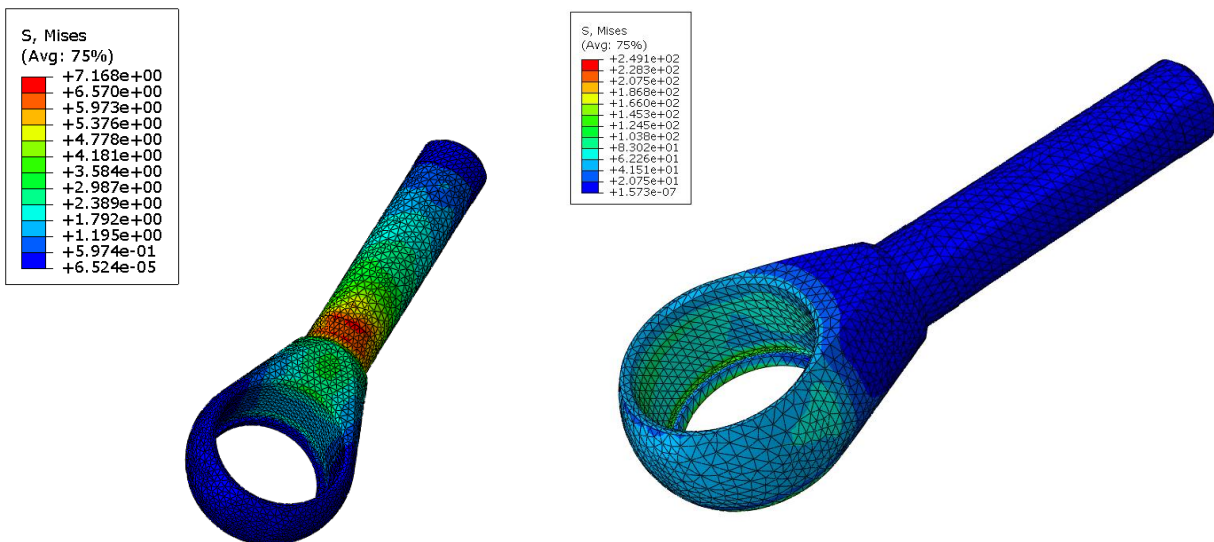 S, Mises
(Avg: 75%)
+7.168e+00
+6.570e+00
+5.973e+00
+5.376e+00
+4.778e+00
+4.181e+00
+3.584e+00
+2.987e+00
+2.389e+00
+1.792e+00
+1.195e+00
+5.974e-01
+6.524e-05
S, Mises
(Avg: 75%)
+2.491e+02
+2.283e+02
+2.075e+02
+1.868e+02
+1.660e+02
+1.453e+02
+1.245e+02
+1.038e+02
+8.302e+01
+6.226e+01
+4.151e+01
+2.075e+01
+1.573e-07